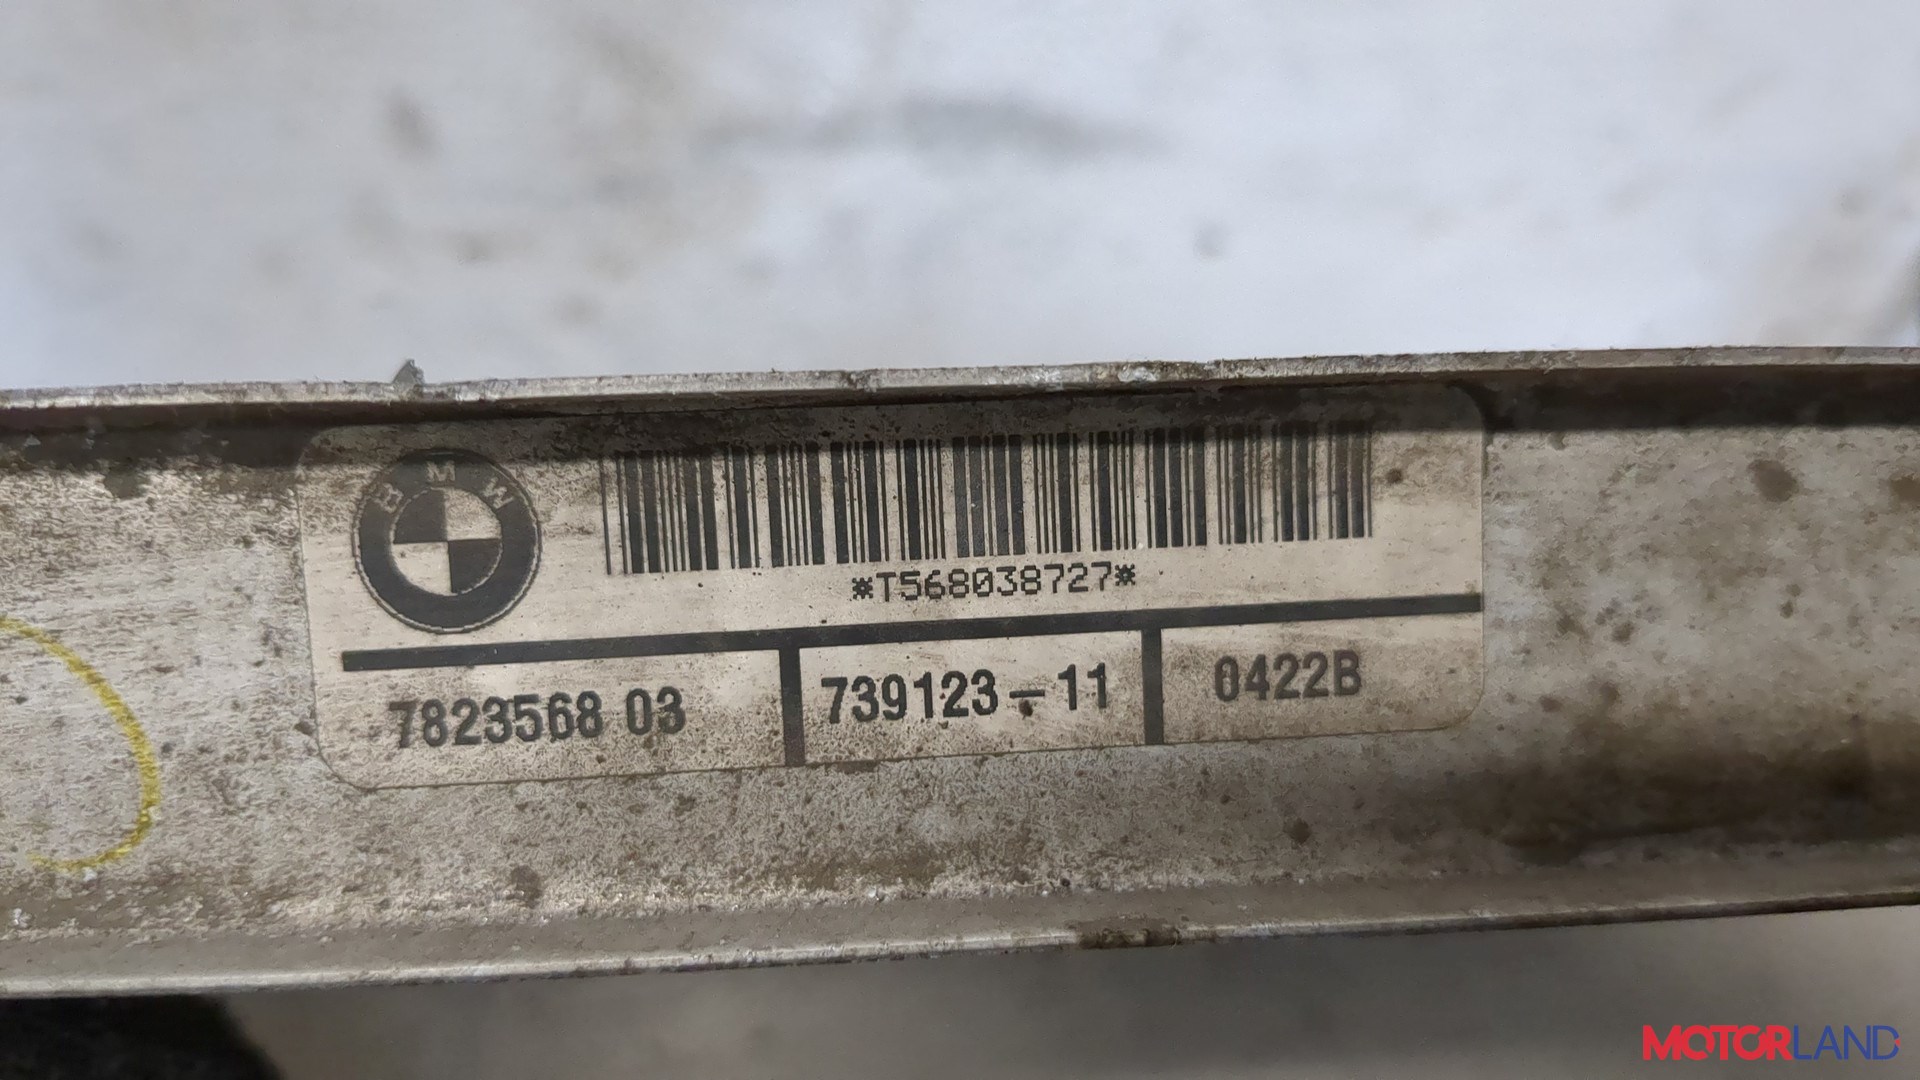 BMW
*T568038727*
7823568 03
739123-11
0422B
MOTORLAND